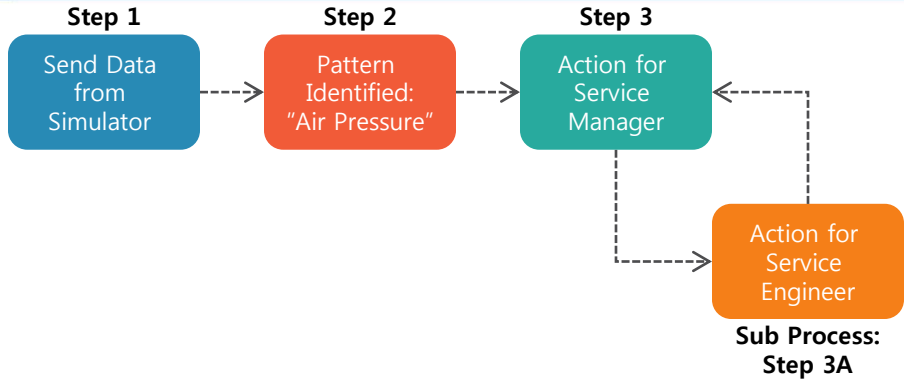 Step 1
Send Data
from
Simulator
Step 2
Pattern
Identified:
“Air Pressure“
Step 3
Action for
Service
Manager
Action for
Service
Engineer
Sub Process:
Step 3A